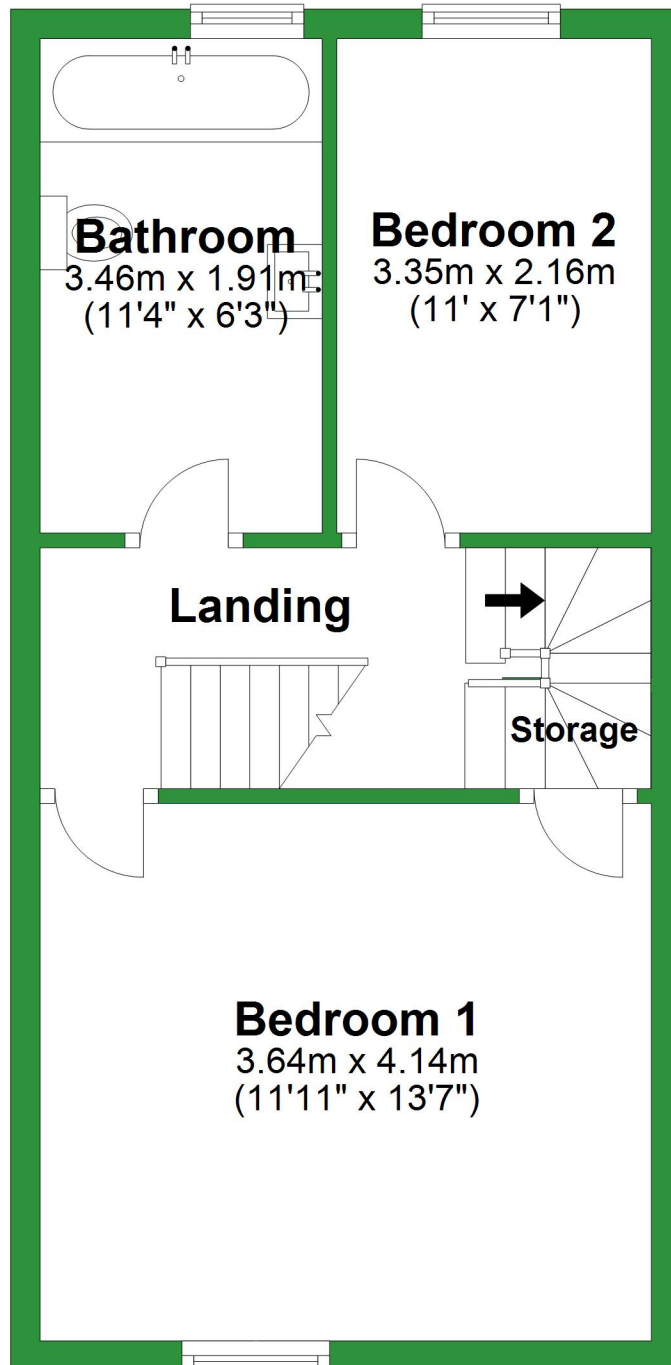 Bathroom
3.46m x 1.91m
(11'4" x 6'3")
Bedroom 2
3.35m x 2.16m
(11' x 7'1")
Landing
Storage
Bedroom 1
3.64m x 4.14m
(11'11" x 13'7")